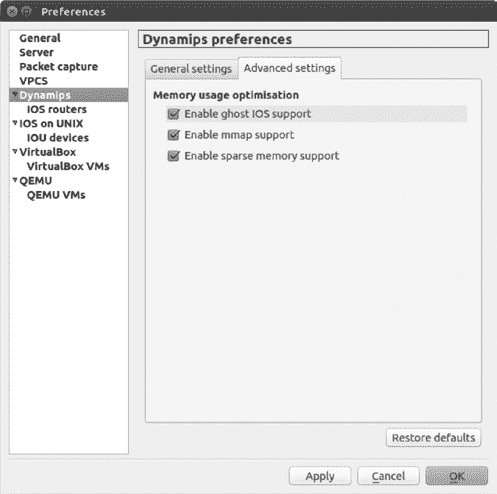 Preferences
General
Server
Packet capture
VPCS
Dynamips
IOS routers
IOS on UNIX
IOU devices
VirtualBox
VirtualBox VMs
QEMU
QEMU VMs
Dynamips preferences
General settings
Advanced settings
Memory usage optimisation
Enable ghost IOS support
Enable mmap support
Enable sparse memory support
Restore defaults
Apply
Cancel
OK